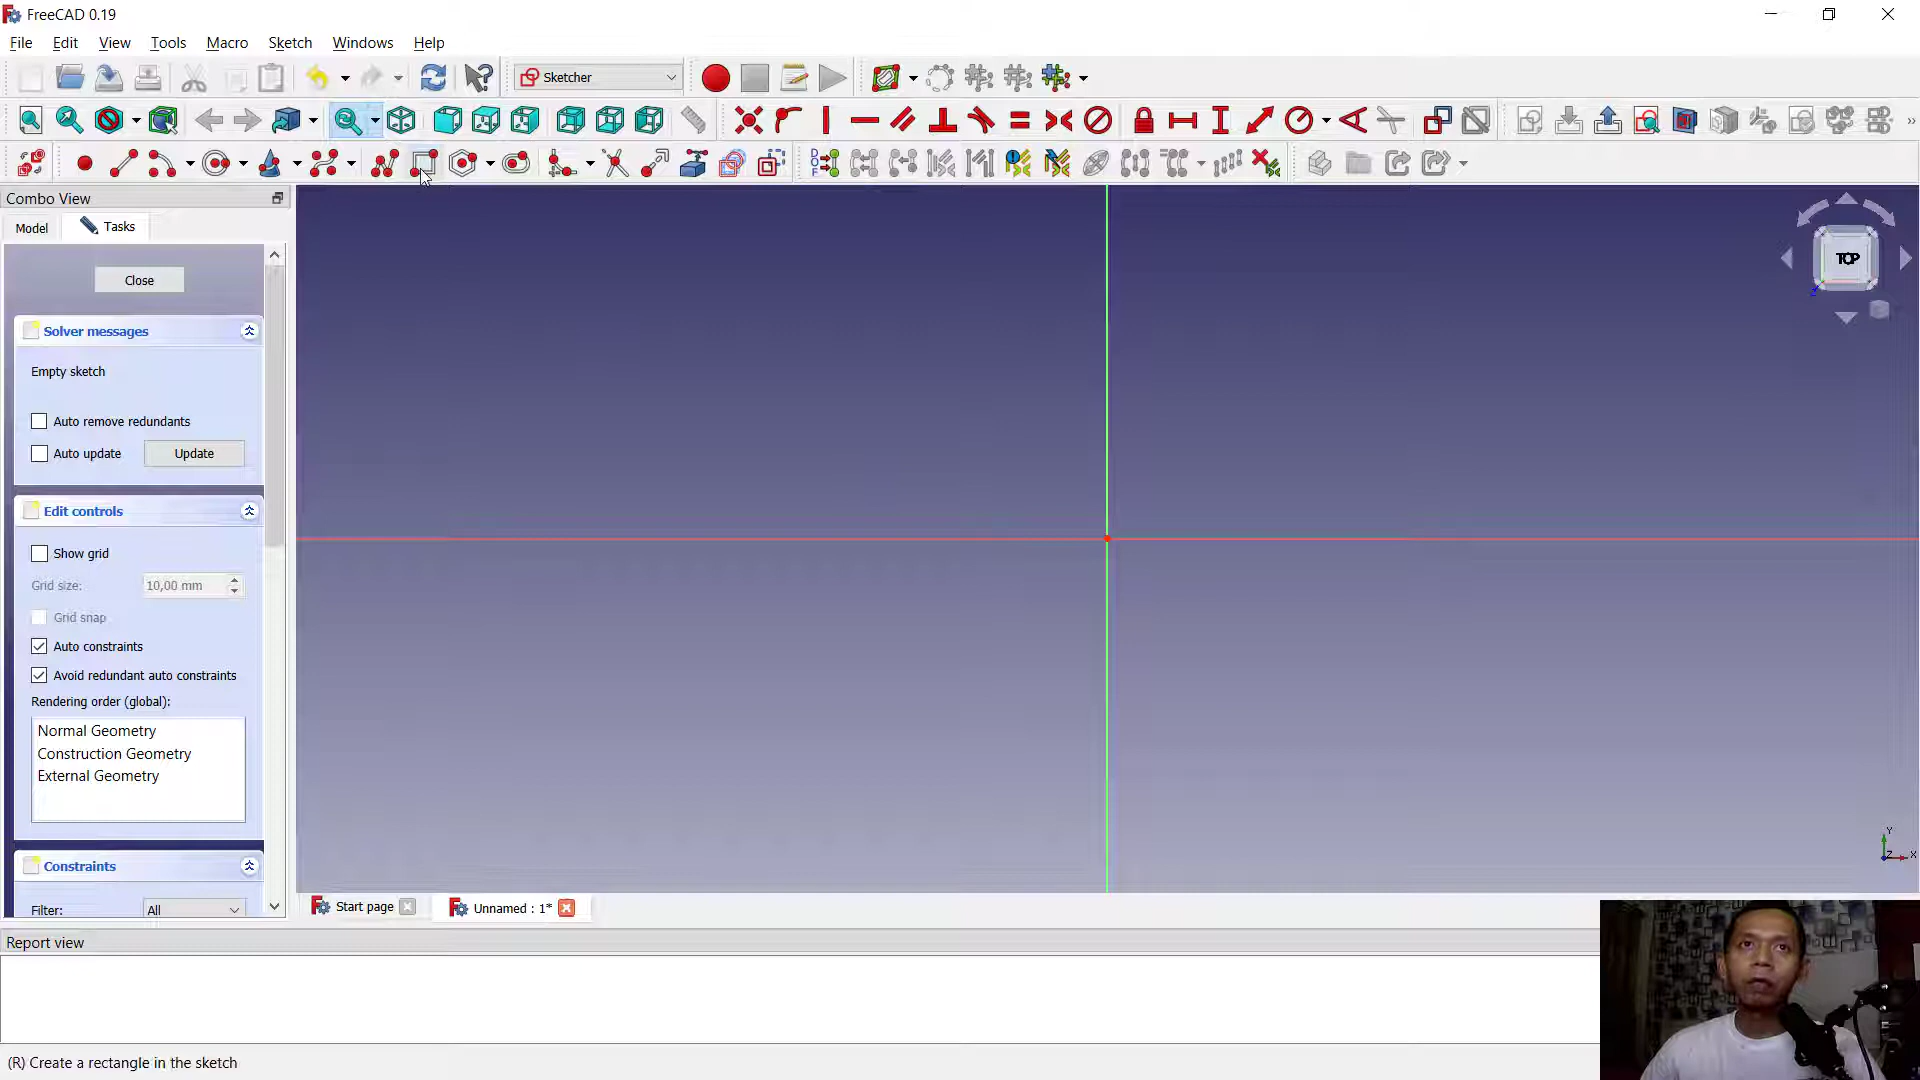 FreeCAD 0.19
File Edit View Tools Macro Sketch Windows Help
Sketcher
Combo View
Model Tasks
Close
Solver messages
Empty sketch
Auto remove redundants
Auto update Update
Edit controls
Show grid
Grid size: 10,00 mm
Grid snap
Auto constraints
Avoid redundant auto constraints
Rendering order (global):
Normal Geometry
Construction Geometry
External Geometry
Constraints
Filter: All
TOP
Z
Y
Z X
Start page Unnamed : 1*
Report view
(R) Create a rectangle in the sketch